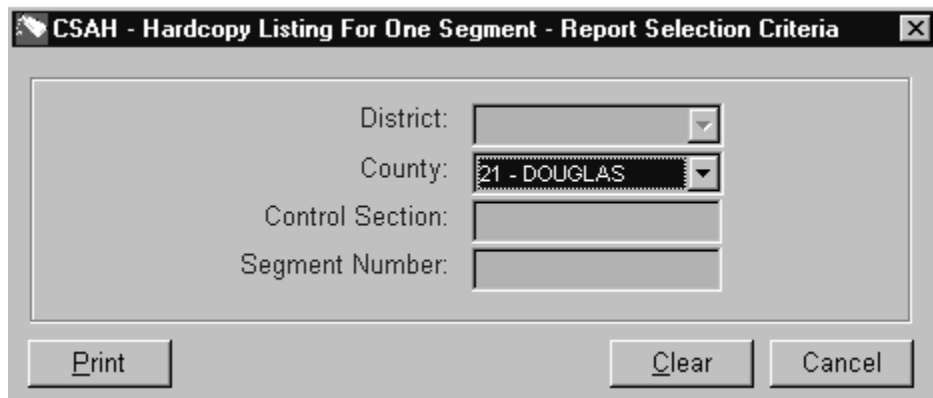 CSAH - Hardcopy Listing For One Segment - Report Selection Criteria
District:
County: 21 - DOUGLAS
Control Section:
Segment Number:
Print Clear Cancel